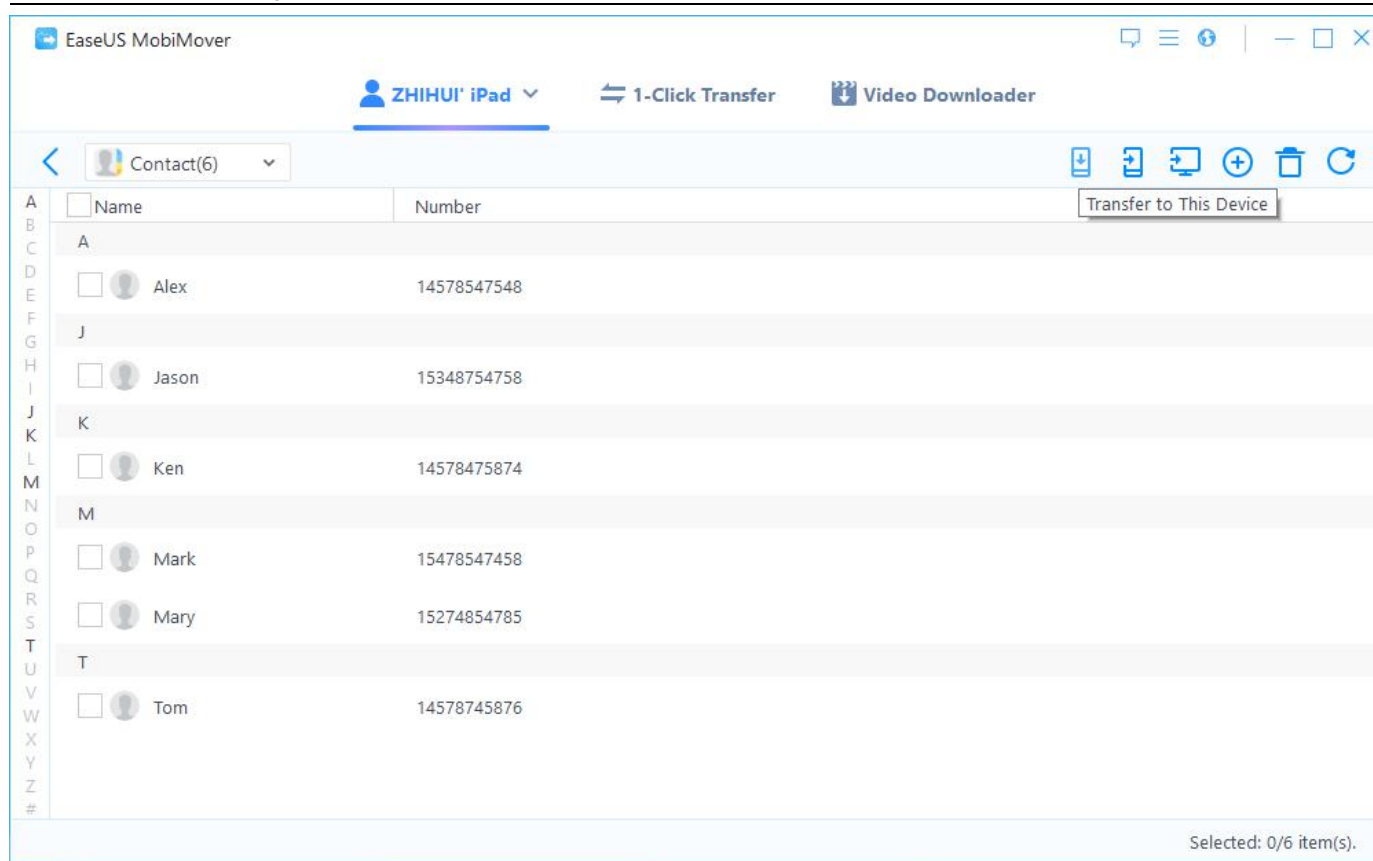 EaseUS MobiMover
ZHIHUI' iPad
1-Click Transfer
Video Downloader
Contact(6)
Transfer to This Device
Name Number
A
Alex 14578547548
J
Jason 15348754758
K
Ken 14578475874
M
Mark 15478547458
Mary 15274854785
T
Tom 14578745876
A
B
C
D
E
F
G
H
I
J
K
L
M
N
O
P
Q
R
S
T
U
V
W
X
Y
Z
#
Selected: 0/6 item(s).